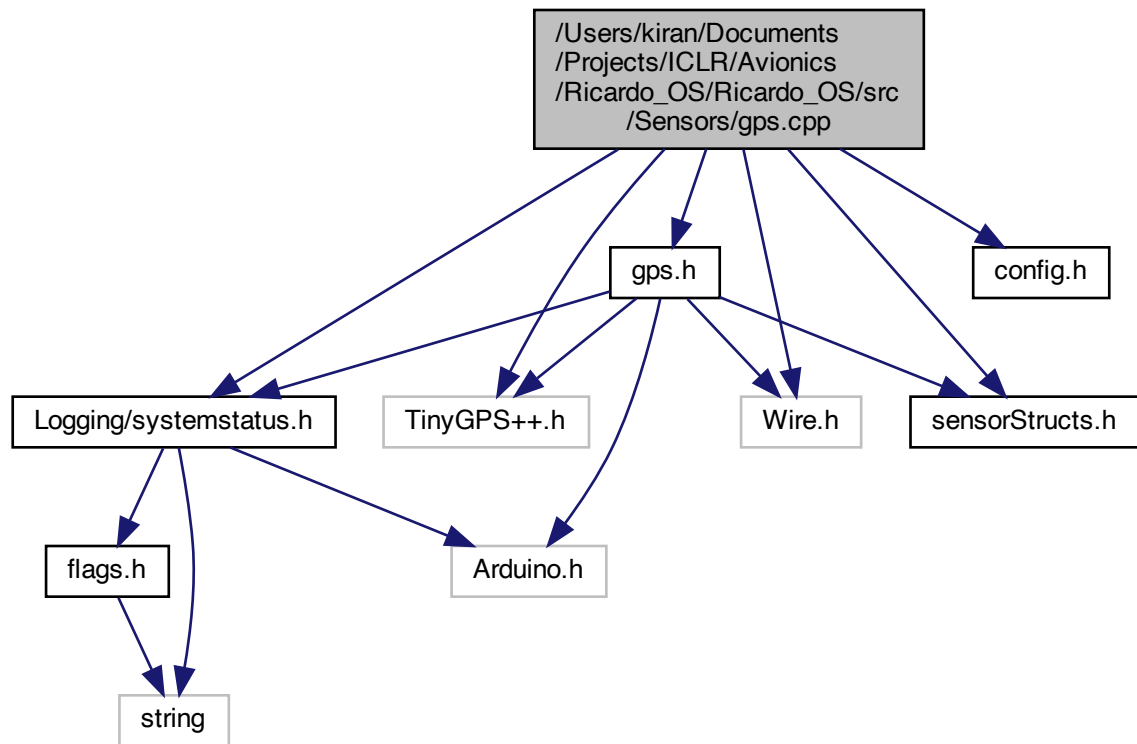 /Users/kiran/Documents
/Projects/ICLR/Avionics
/Ricardo_OS/Ricardo_OS/src
/Sensors/gps.cpp
gps.h
config.h
Logging/systemstatus.h
TinyGPS++.h
Wire.h
sensorStructs.h
flags.h
Arduino.h
string